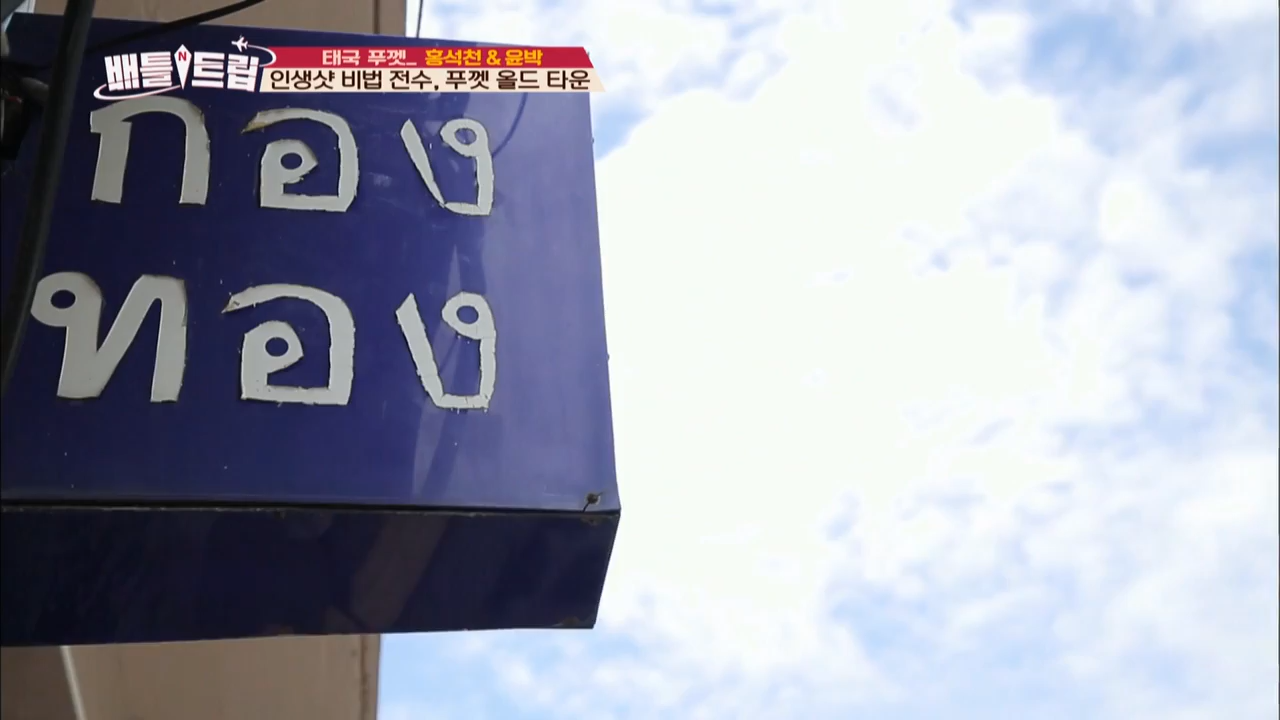 배틀트립
태국 푸껫_ 홍석천 & 윤박
인생샷 비법 전수, 푸껫 올드 타운
กอง
ทอง